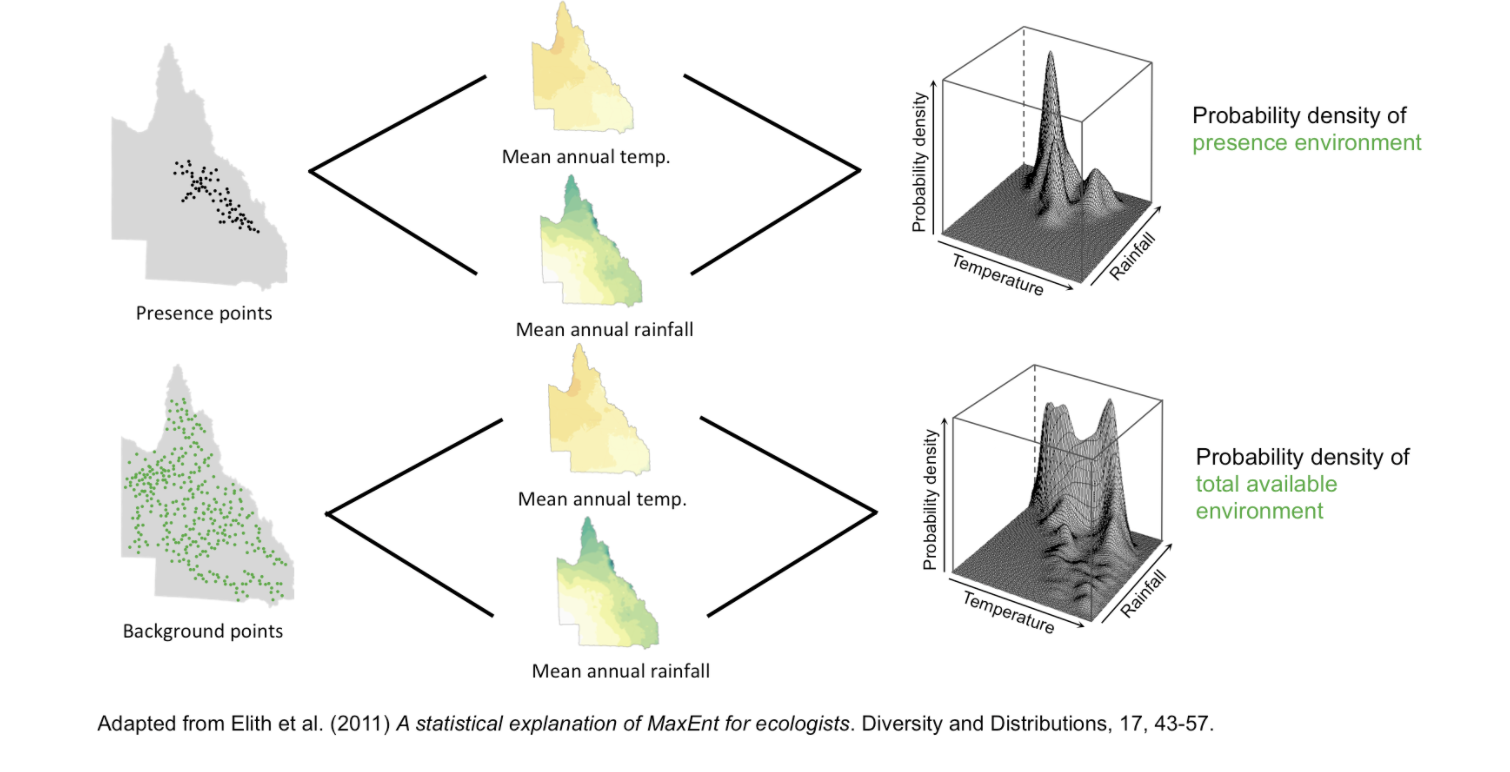 Presence points
Mean annual temp.
Mean annual rainfall
Probability density
Temperature
Rainfall
Probability density of
presence environment
Background points
Mean annual temp.
Mean annual rainfall
Probability density
Temperature
Rainfall
Probability density of
total available
environment
Adapted from Elith et al. (2011) A statistical explanation of MaxEnt for ecologists. Diversity and Distributions, 17, 43-57.